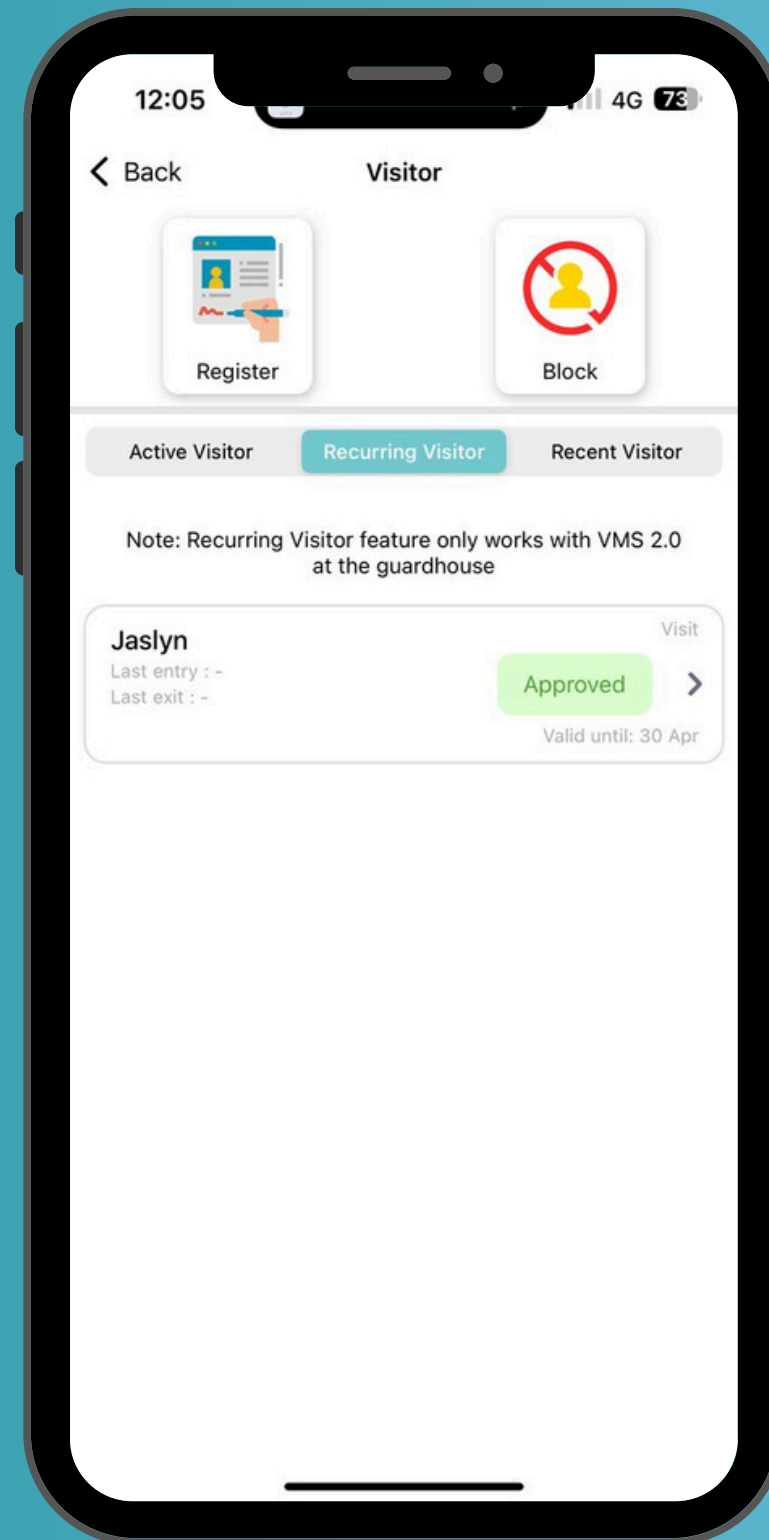 12:05
4G 73
Back
Visitor
Register
Block
Active Visitor
Recurring Visitor
Recent Visitor
Note: Recurring Visitor feature only works with VMS 2.0
at the guardhouse
Jaslyn
Visit
Last entry : -
Last exit : -
Approved
Valid until: 30 Apr